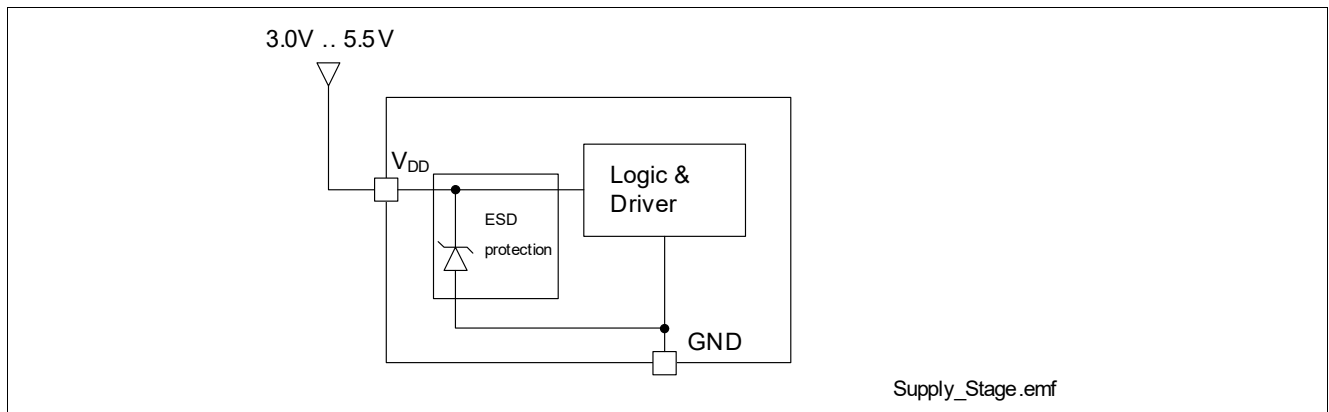 3.0V .. 5.5V
VDD
Logic &
Driver
ESD
protection
GND
Supply_Stage.emf